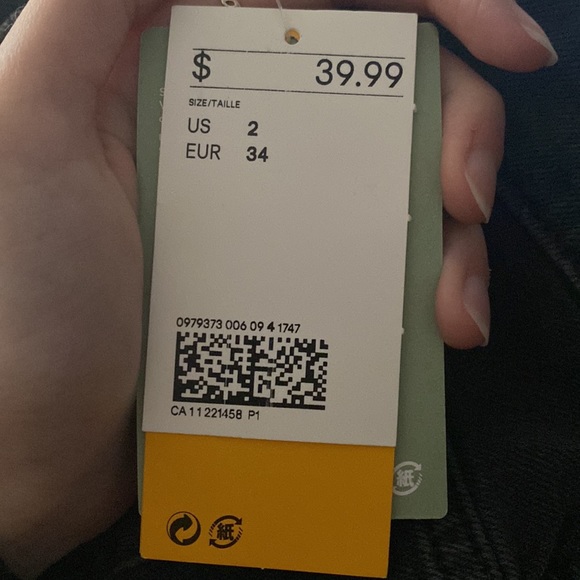 $ 39.99
SIZE/TAILLE
US 2
EUR 34
0979373 006 09 4 1747
CA 11 221458 P1
紙
紙